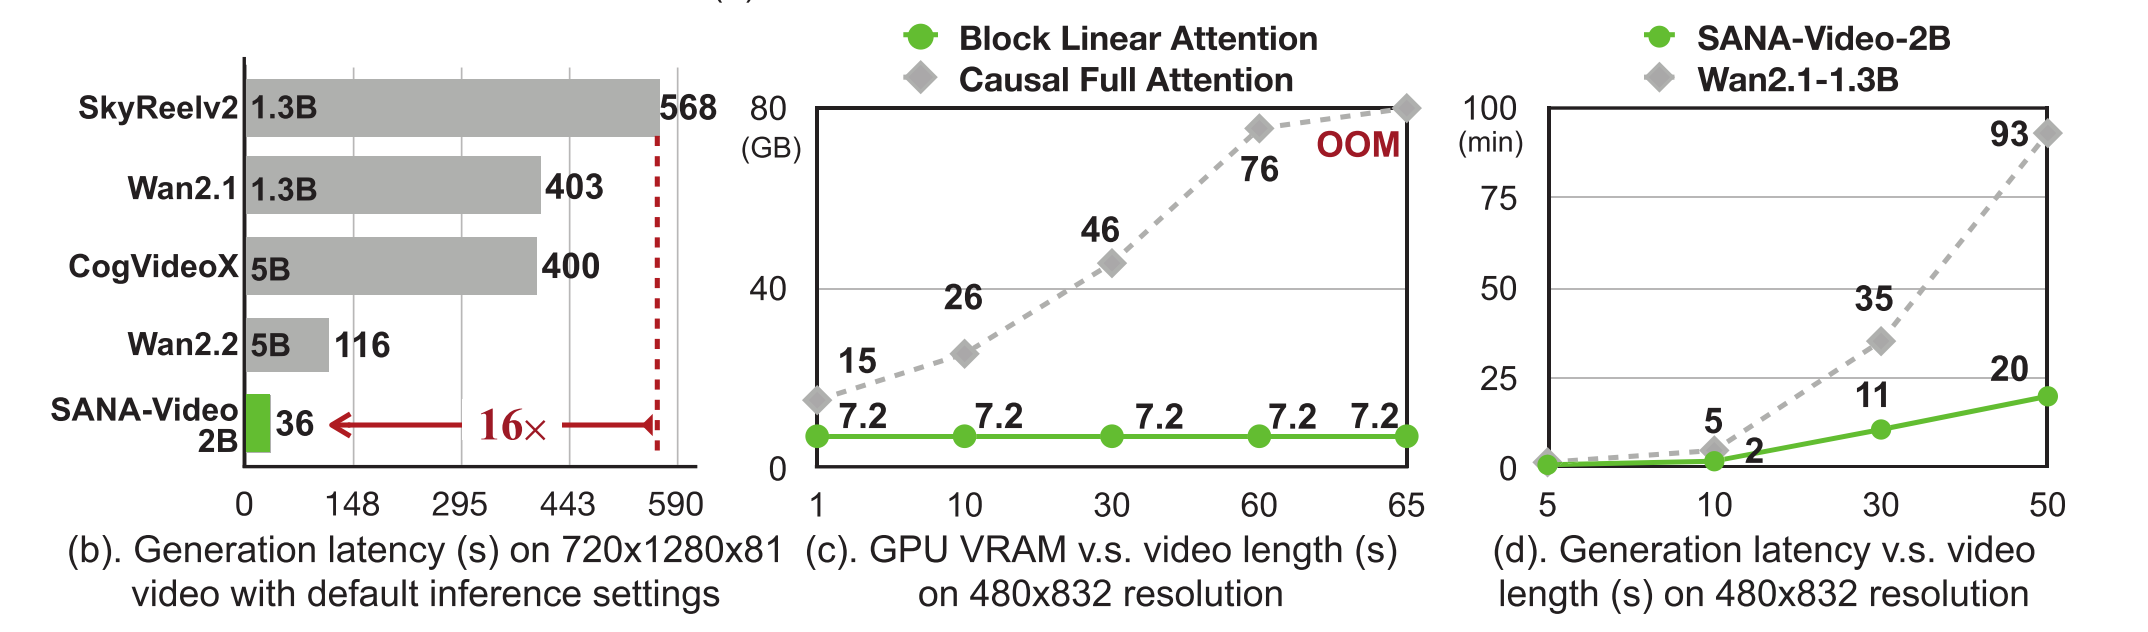 SkyReelv2 1.3B 568
Wan2.1 1.3B 403
CogVideoX 5B 400
Wan2.2 5B 116
SANA-Video
2B
36
16×
0 148 295 443 590
(b). Generation latency (s) on 720x1280x81
video with default inference settings
Block Linear Attention
Causal Full Attention
80
(GB)
40
0
15
26
46
76
OOM
7.2 7.2 7.2 7.2 7.2
1 10 30 60 65
(c). GPU VRAM v.s. video length (s)
on 480x832 resolution
SANA-Video-2B
Wan2.1-1.3B
100
(min)
75
50
25
0
93
35
20
11
5
2
5 10 30 50
(d). Generation latency v.s. video
length (s) on 480x832 resolution